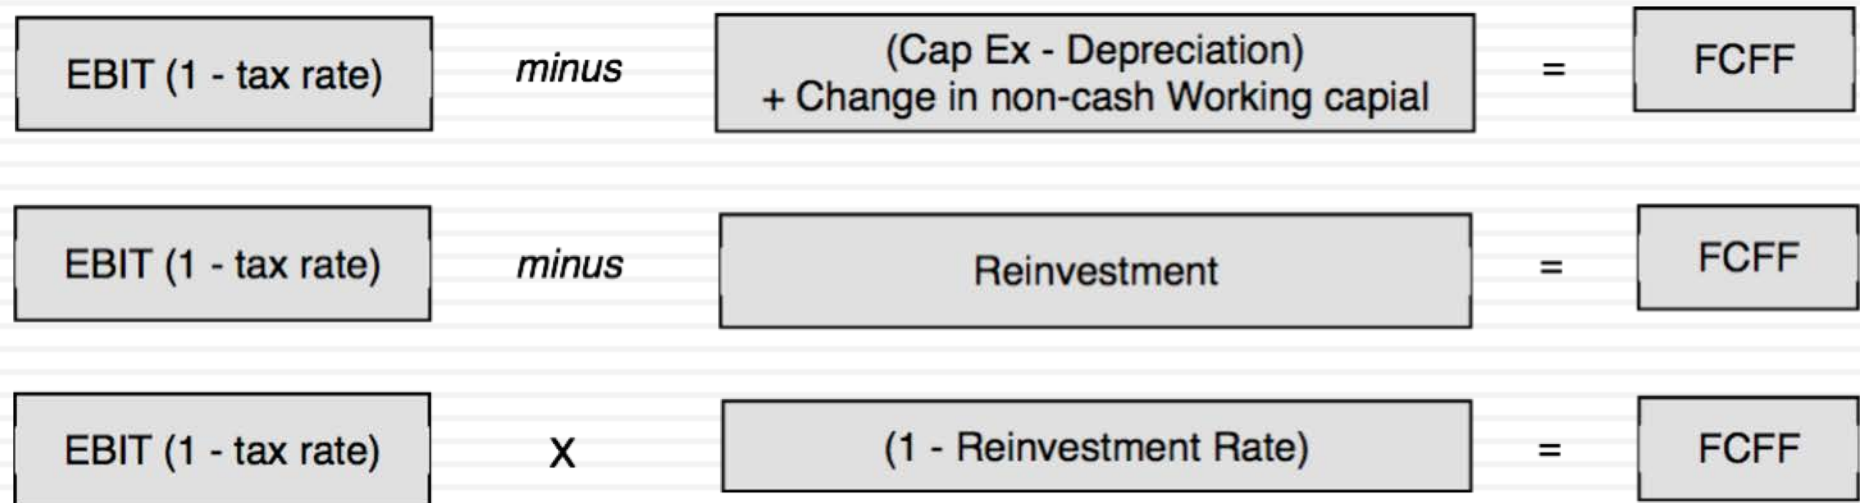 EBIT (1 - tax rate) minus (Cap Ex - Depreciation) = FCFF
+ Change in non-cash Working capial
EBIT (1 - tax rate) minus Reinvestment = FCFF
EBIT (1 - tax rate) X (1 - Reinvestment Rate) = FCFF